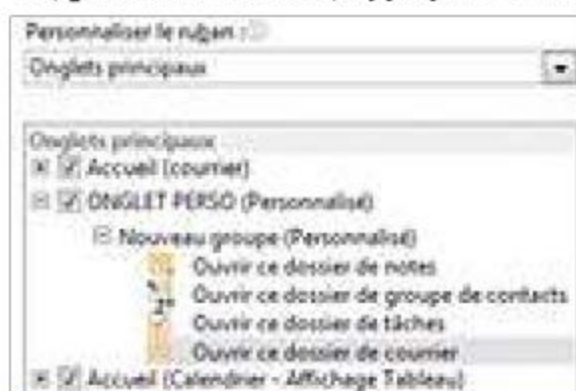 Personnaliser le ruban :
Onglets principaux
Onglets principaux
Accueil (courrier)
ONGLET PERSO (Personnalisé)
Nouveau groupe (Personnalisé)
Ouvrir ce dossier de notes
Ouvrir ce dossier de groupe de contacts
Ouvrir ce dossier de tâches
Ouvrir ce dossier de courrier
Accueil (Calendrier - Affichage Tableau)